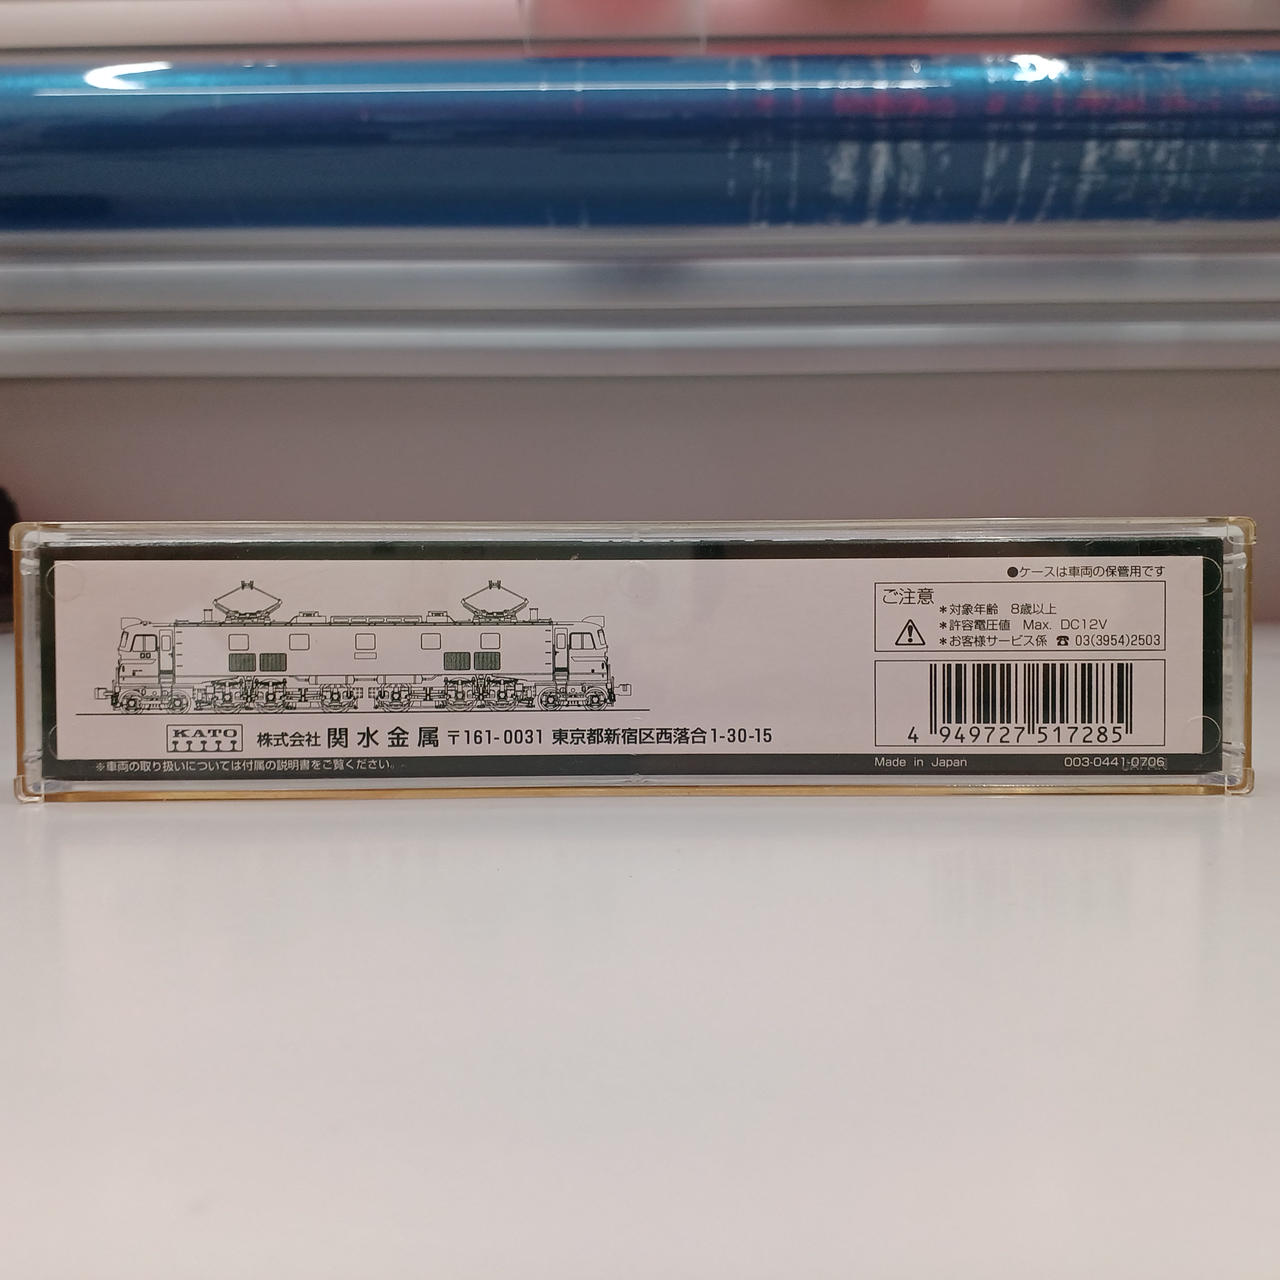 ●ケースは車両の保管用です
ご注意
＊対象年齢 8歳以上
＊許容電圧値 Max. DC12V
＊お客様サービス係 ☎ 03(3954)2503
4 949727 517285
KATO 株式会社 関水金属 〒161-0031 東京都新宿区西落合1-30-15
※車両の取り扱いについては付属の説明書をご覧ください。
Made in Japan 003-0441-0706